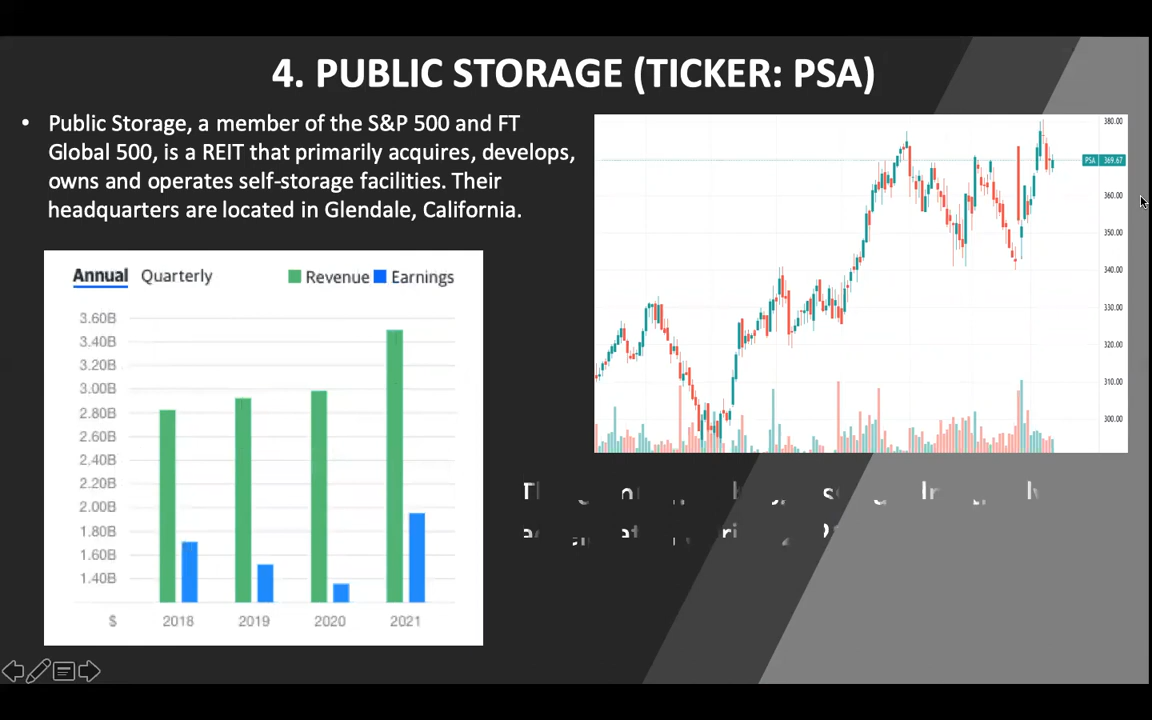 4. PUBLIC STORAGE (TICKER: PSA)
• Public Storage, a member of the S&P 500 and FT
Global 500, is a REIT that primarily acquires, develops,
owns and operates self-storage facilities. Their
headquarters are located in Glendale, California.
Annual Quarterly Revenue Earnings
3.60B
3.40B
3.20B
3.00B
2.80B
2.60B
2.40B
2.20B
2.00B
1.80B
1.60B
1.40B
$ 2018 2019 2020 2021
380.00
PSA 369.67
360.00
350.00
340.00
330.00
320.00
310.00
300.00